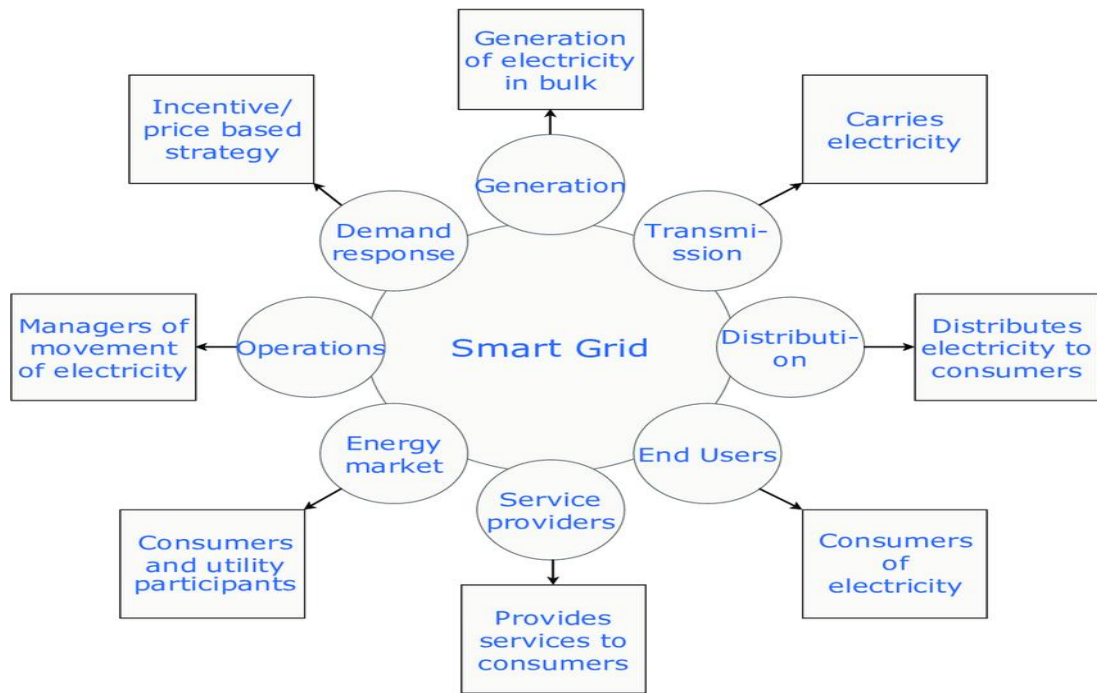 Generation
of electricity
in bulk
Incentive/
price based
strategy
Carries
electricity
Generation
Demand
response
Transmi-
ssion
Managers of
movement
of electricity
Operations
Smart Grid
Distributi-
on
Distributes
electricity to
consumers
Energy
market
End Users
Service
providers
Consumers
and utility
participants
Consumers
of
electricity
Provides
services to
consumers